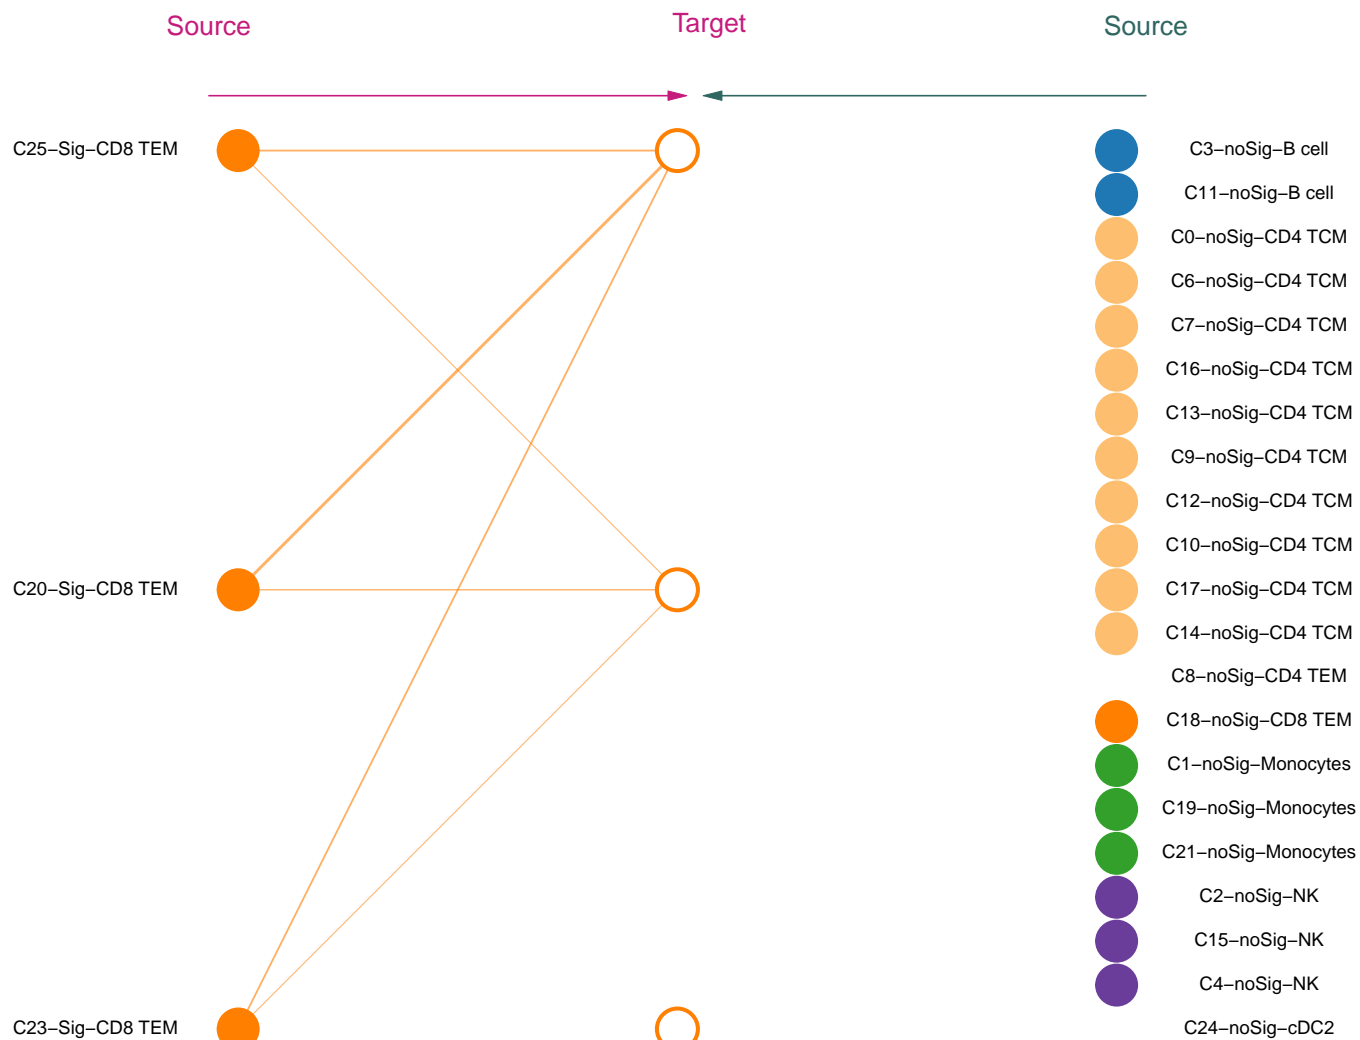 Source
Target
Source
C25−Sig−CD8 TEM
C20−Sig−CD8 TEM
C23−Sig−CD8 TEM
C3−noSig−B cell
C11−noSig−B cell
C0−noSig−CD4 TCM
C6−noSig−CD4 TCM
C7−noSig−CD4 TCM
C16−noSig−CD4 TCM
C13−noSig−CD4 TCM
C9−noSig−CD4 TCM
C12−noSig−CD4 TCM
C10−noSig−CD4 TCM
C17−noSig−CD4 TCM
C14−noSig−CD4 TCM
C8−noSig−CD4 TEM
C18−noSig−CD8 TEM
C1−noSig−Monocytes
C19−noSig−Monocytes
C21−noSig−Monocytes
C2−noSig−NK
C15−noSig−NK
C4−noSig−NK
C24−noSig−cDC2